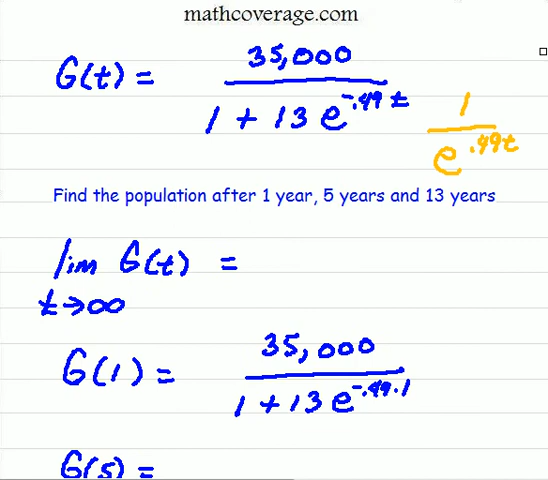 mathcoverage.com
G(t) = 35,000 / 1 + 13 e^-.49t
1 / e^.49t
Find the population after 1 year, 5 years and 13 years
lim G(t) =
t→∞
G(1) = 35,000 / 1 + 13 e^-.49·1
G(5) =